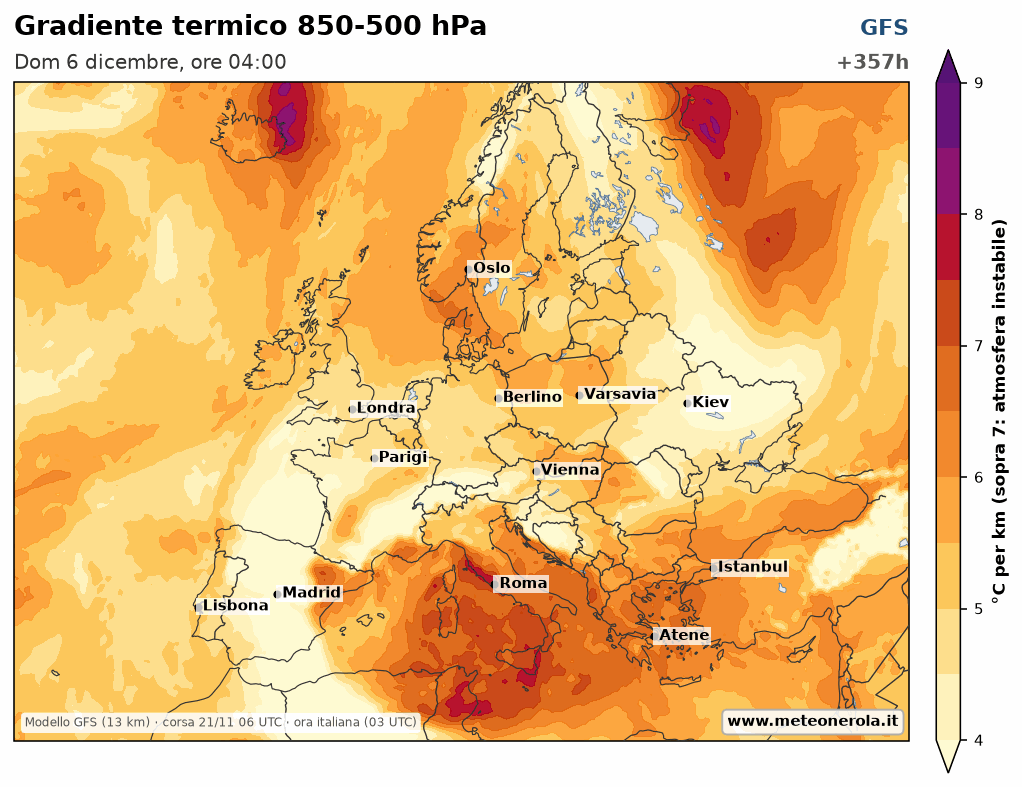 Gradiente termico 850-500 hPa
GFS
Dom 6 dicembre, ore 04:00
+357h
Oslo
Berlino
Varsavia
Kiev
Londra
Parigi
Vienna
Istanbul
Roma
Madrid
Lisbona
Atene
Modello GFS (13 km) · corsa 21/11 06 UTC · ora italiana (03 UTC)
www.meteonerola.it
9
8
7
6
5
4
°C per km (sopra 7: atmosfera instabile)